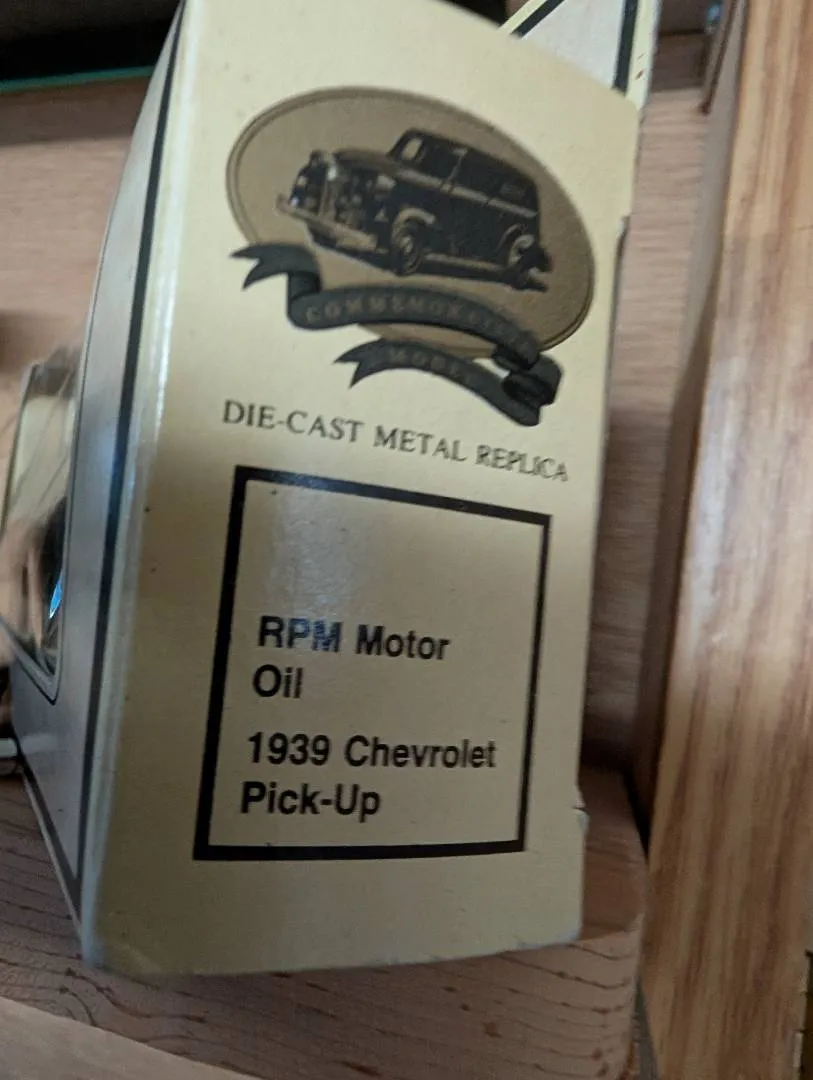 COMMEMORATIVE
MODEL
DIE-CAST METAL REPLICA
RPM Motor
Oil
1939 Chevrolet
Pick-Up